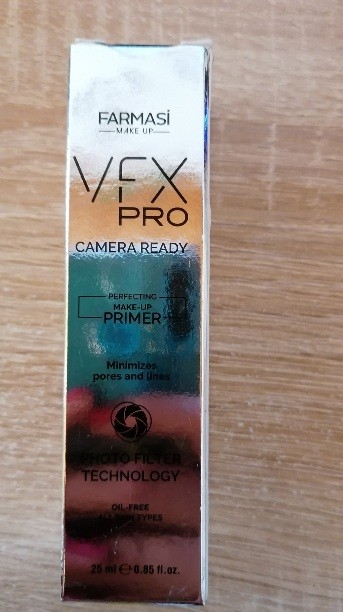 FARMASİ
MAKE UP
VFX
PRO
CAMERA READY
PERFECTING
MAKE-UP
PRIMER
Minimizes
pores and lines
PHOTO FILTER
TECHNOLOGY
OIL-FREE
ALL SKIN TYPES
25 ml ℮ 0.85 fl.oz.